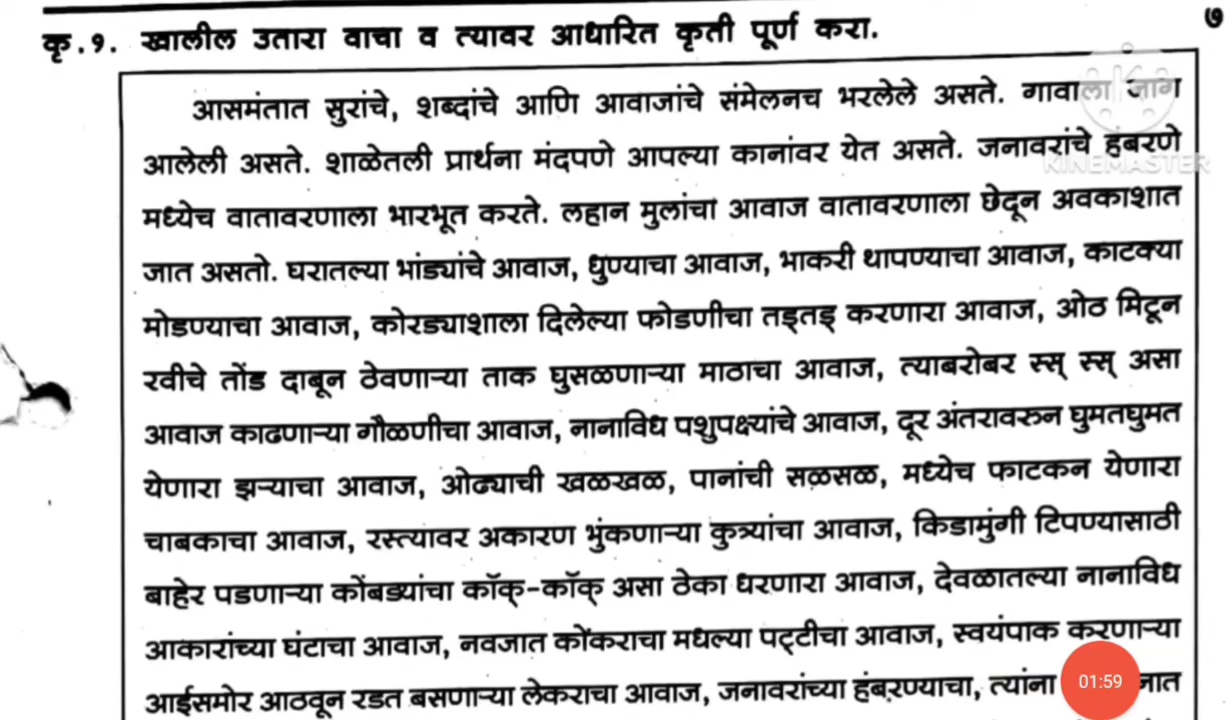 कृ.१. खालील उतारा वाचा व त्यावर आधारित कृती पूर्ण करा. ७
आसमंतात सुरांचे, शब्दांचे आणि आवाजांचे संमेलनच भरलेले असते. गावाला जाग
आलेली असते. शाळेतली प्रार्थना मंदपणे आपल्या कानांवर येत असते. जनावरांचे हंबरणे
KINEMASTER
मध्येच वातावरणाला भारभूत करते. लहान मुलांचा आवाज वातावरणाला छेदून अवकाशात
जात असतो. घरातल्या भांड्यांचे आवाज, धुण्याचा आवाज, भाकरी थापण्याचा आवाज, काटक्या
मोडण्याचा आवाज, कोरड्याशाला दिलेल्या फोडणीचा तड्तड् करणारा आवाज, ओठ मिटून
रवीचे तोंड दाबून ठेवणाऱ्या ताक घुसळणाऱ्या माठाचा आवाज, त्याबरोबर स्स् स्स् असा
आवाज काढणाऱ्या गौळणीचा आवाज, नानाविध पशुपक्ष्यांचे आवाज, दूर अंतरावरुन घुमतघुमत
येणारा झऱ्याचा आवाज, ओढ्याची खळखळ, पानांची सळसळ, मध्येच फाटकन येणारा
चाबकाचा आवाज, रस्त्यावर अकारण भुंकणाऱ्या कुत्र्यांचा आवाज, किडामुंगी टिपण्यासाठी
बाहेर पडणाऱ्या कोंबड्यांचा कॉक्-कॉक् असा ठेका धरणारा आवाज, देवळातल्या नानाविध
आकारांच्या घंटाचा आवाज, नवजात कोकराचा मधल्या पट्टीचा आवाज, स्वयंपाक करणाऱ्या
आईसमोर आठवून रडत बसणाऱ्या लेकराचा आवाज, जनावरांच्या हंबरण्याचा, त्यांना
01:59